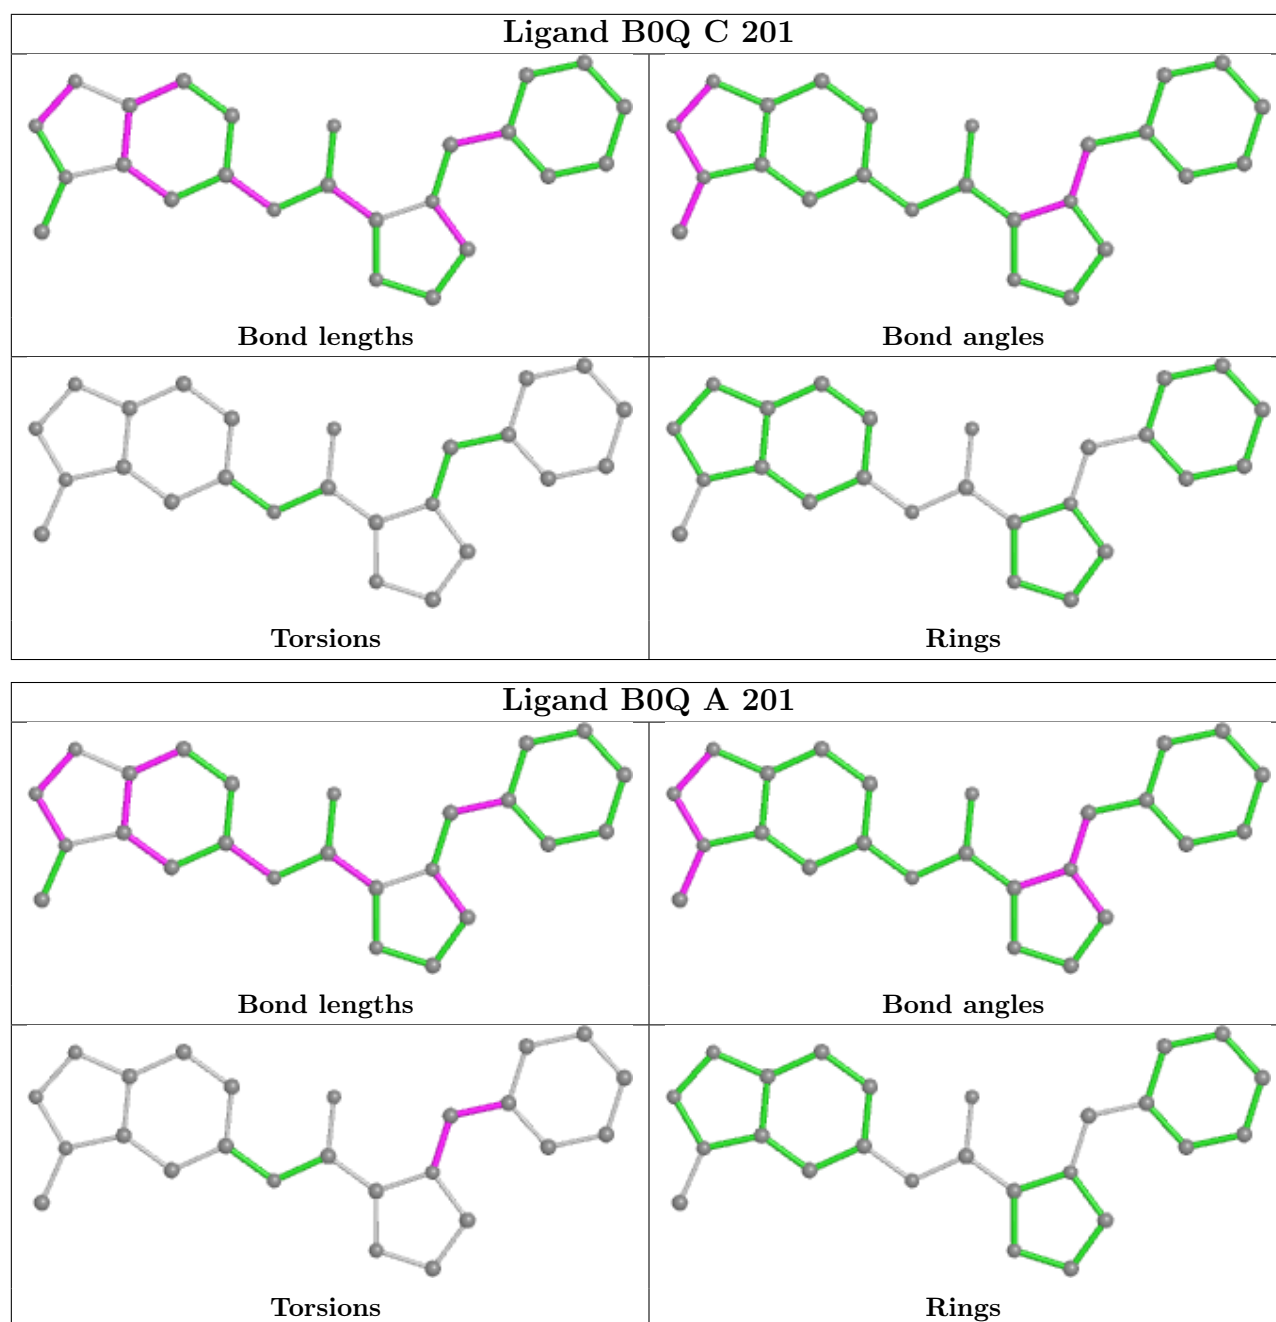 Ligand B0Q C 201
Bond lengths
Bond angles
Torsions
Rings
Ligand B0Q A 201
Bond lengths
Bond angles
Torsions
Rings